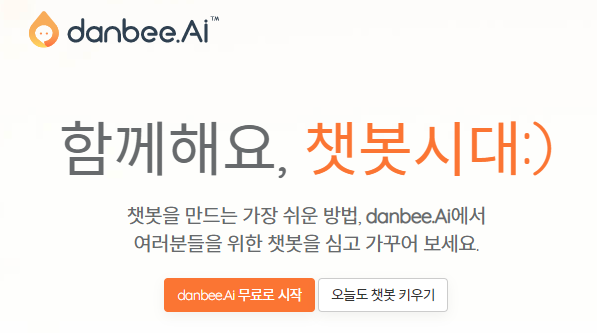 danbee.Ai™
함께해요, 챗봇시대:)
챗봇을 만드는 가장 쉬운 방법, danbee.Ai에서
여러분들을 위한 챗봇을 심고 가꾸어 보세요.
danbee.Ai 무료로 시작
오늘도 챗봇 키우기